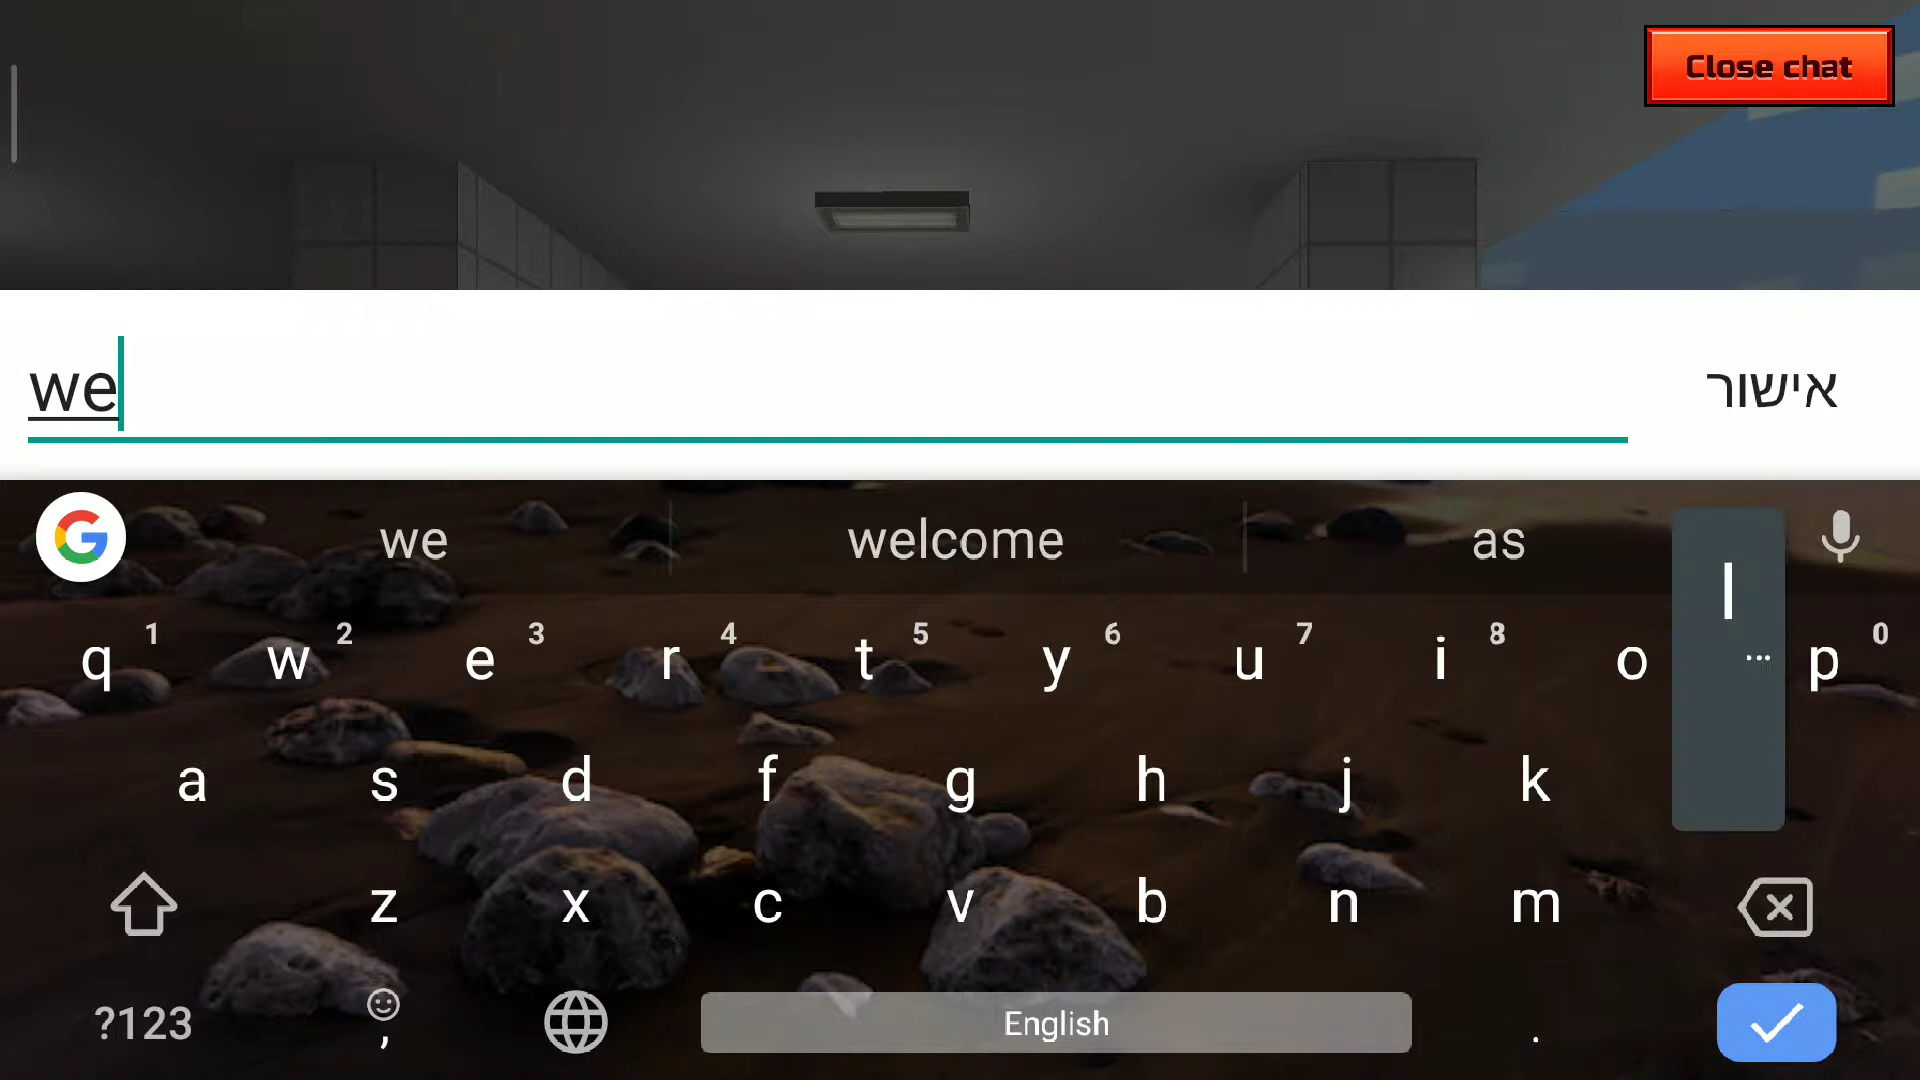 Close chat
we
אישור
we welcome as
1 2 3 4 5 6 7 8 0
q w e r t y u i o p
a s d f g h j k l
z x c v b n m
?123 , English .